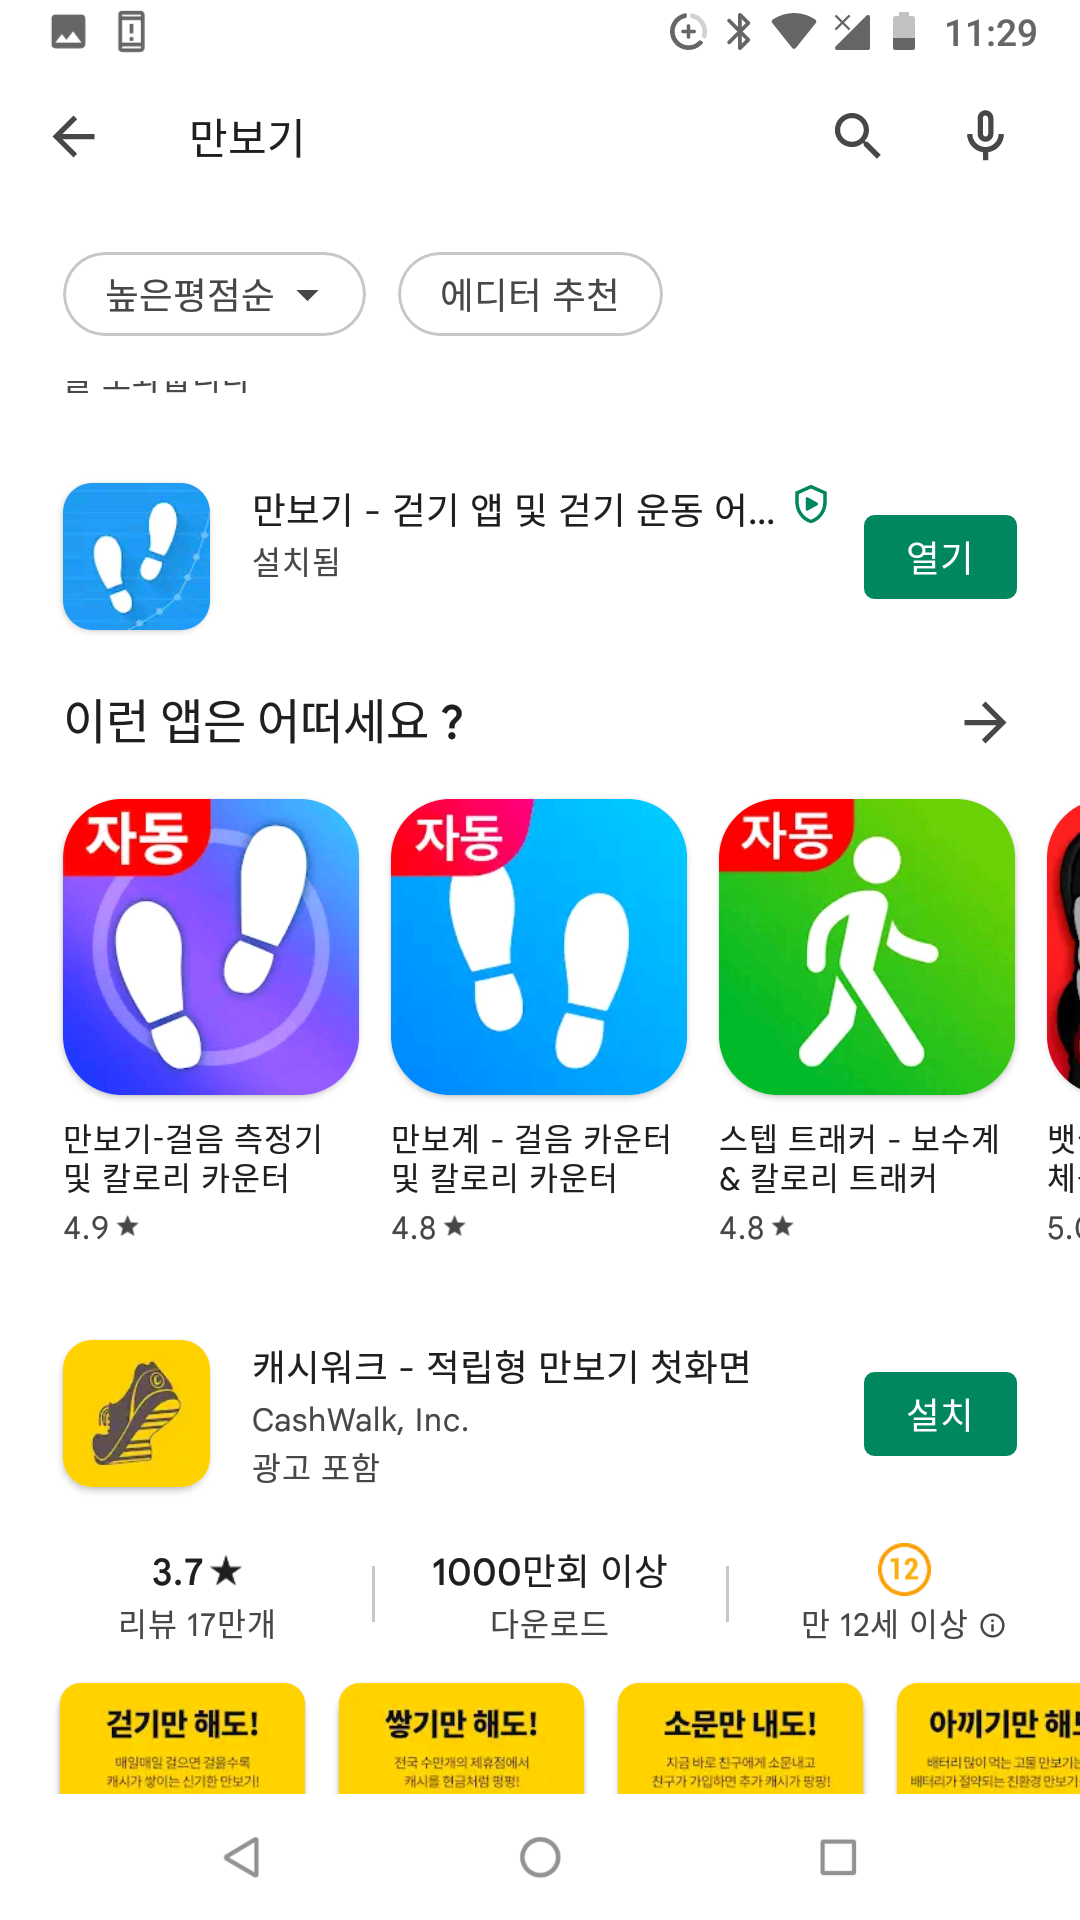 11:29
만보기
높은평점순
에디터 추천
만보기 - 걷기 앱 및 걷기 운동 어...
설치됨
열기
이런 앱은 어떠세요 ?
자동
자동
자동
만보기-걸음 측정기
및 칼로리 카운터
4.9★
만보계 - 걸음 카운터
및 칼로리 카운터
4.8★
스텝 트래커 - 보수계
& 칼로리 트래커
4.8★
캐시워크 - 적립형 만보기 첫화면
CashWalk, Inc.
광고 포함
설치
3.7★
리뷰 17만개
1000만회 이상
다운로드
12
만 12세 이상
걷기만 해도!
매일매일 걸으면 걸을수록
캐시가 쌓이는 신기한 만보기!
쌓기만 해도!
전국 수만개의 제휴점에서
캐시를 현금처럼 펑펑!
소문만 내도!
지금 바로 친구에게 소문내고
친구가 가입하면 추가 캐시가 팡팡!
아끼기만
배터리 많이 먹는 고물 만보기는
배터리가 절약되는 친환경 만보기